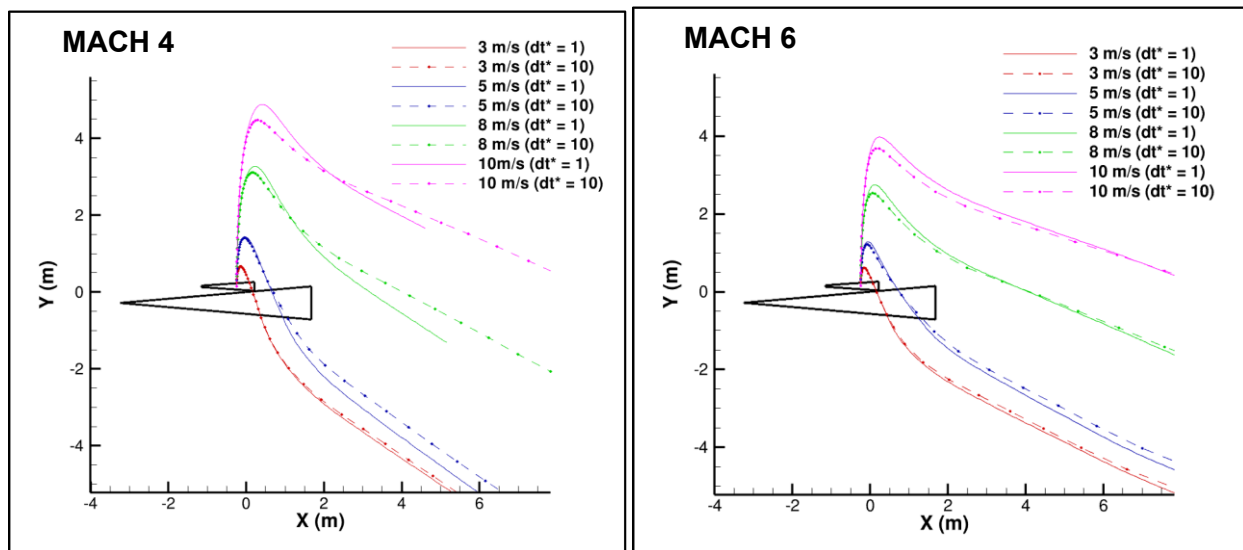 MACH 4
3 m/s (dt* = 1)
3 m/s (dt* = 10)
5 m/s (dt* = 1)
5 m/s (dt* = 10)
8 m/s (dt* = 1)
8 m/s (dt* = 10)
10m/s (dt* = 1)
10 m/s (dt* = 10)
Y (m)
4
2
0
-2
-4
-4
-2
0
2
4
6
X (m)
MACH 6
3 m/s (dt* = 1)
3 m/s (dt* = 10)
5 m/s (dt* = 1)
5 m/s (dt* = 10)
8 m/s (dt* = 1)
8 m/s (dt* = 10)
10 m/s (dt* = 1)
10 m/s (dt* = 10)
Y (m)
4
2
0
-2
-4
-4
-2
0
2
4
6
X (m)